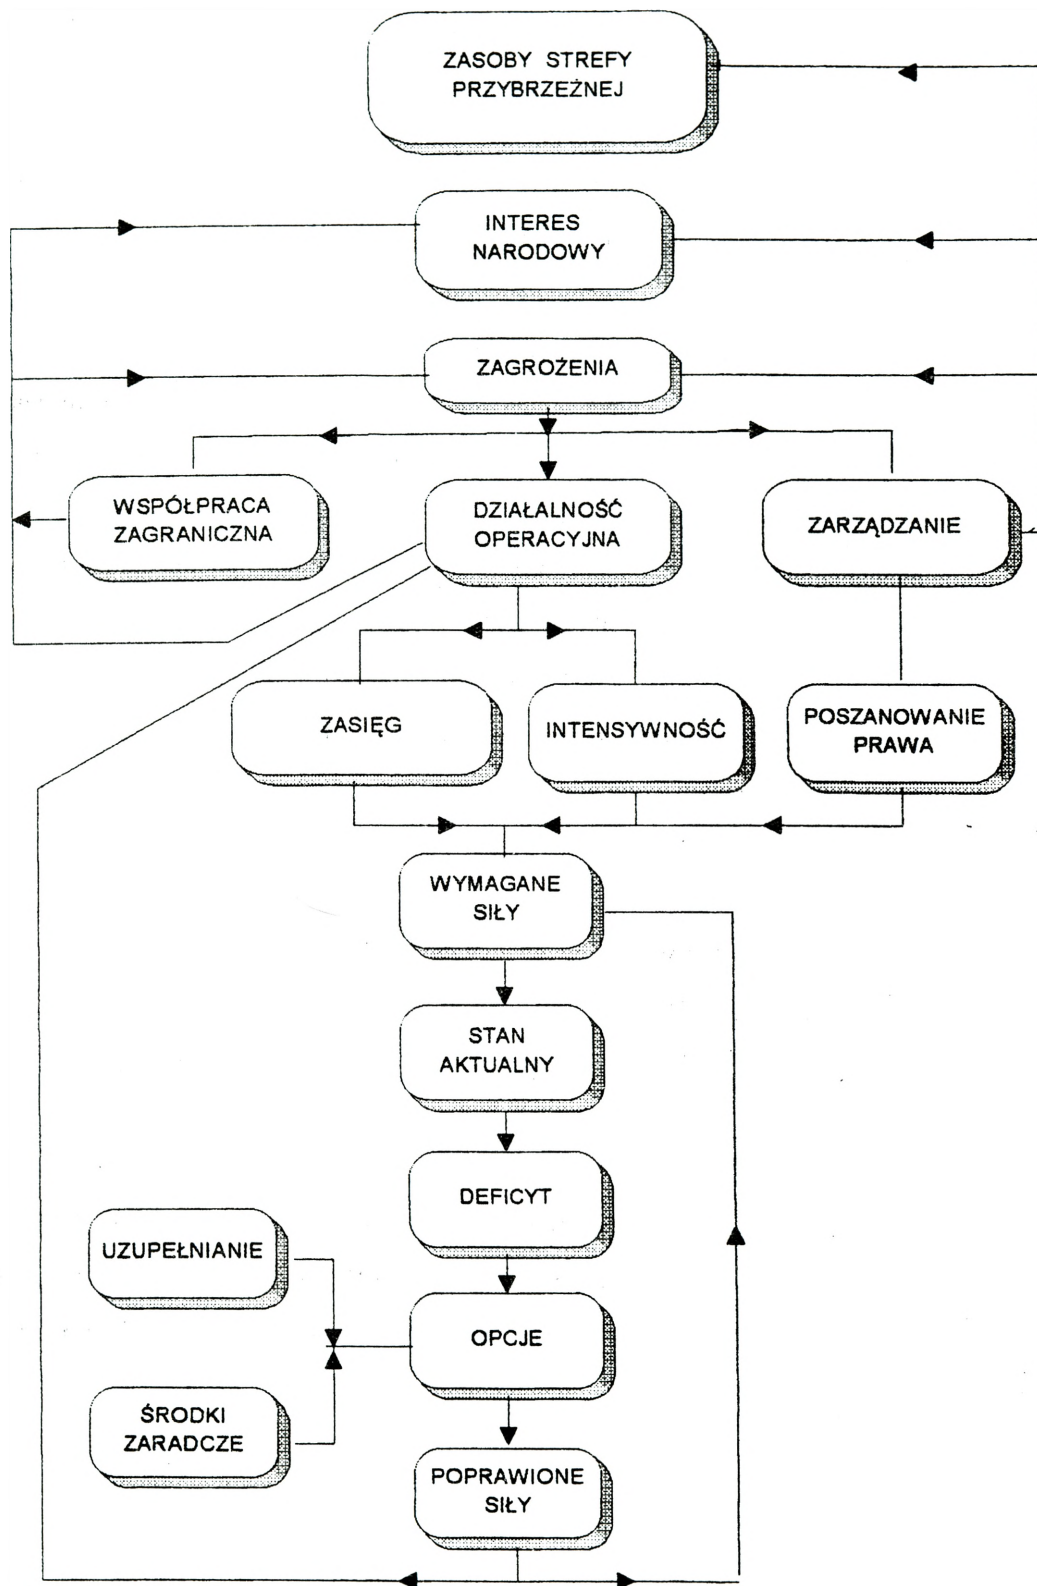 ZASOBY STREFY
PRZYBRZEŻNEJ
INTERES
NARODOWY
ZAGROŻENIA
WSPÓŁPRACA
ZAGRANICZNA
DZIAŁALNOŚĆ
OPERACYJNA
ZARZĄDZANIE
ZASIĘG
INTENSYWNOŚĆ
POSZANOWANIE
PRAWA
WYMAGANE
SIŁY
STAN
AKTUALNY
DEFICYT
UZUPEŁNIANIE
OPCJE
ŚRODKI
ZARADCZE
POPRAWIONE
SIŁY